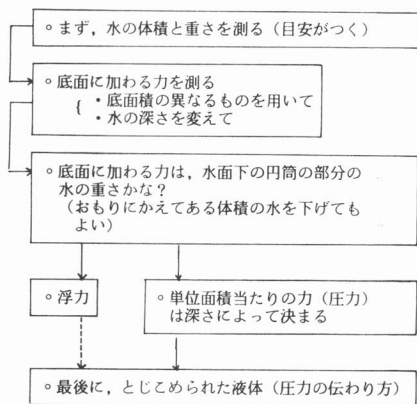 ○まず，水の体積と重さを測る（目安がつく）
○底面に加わる力を測る
{・底面積の異なるものを用いて
・水の深さを変えて
○底面に加わる力は，水面下の円筒の部分の
水の重さかな？
（おもりにかえてある体積の水を下げても
よい）
○浮力
○単位面積当たりの力（圧力）
は深さによって決まる
○最後に，とじこめられた液体（圧力の伝わり方）